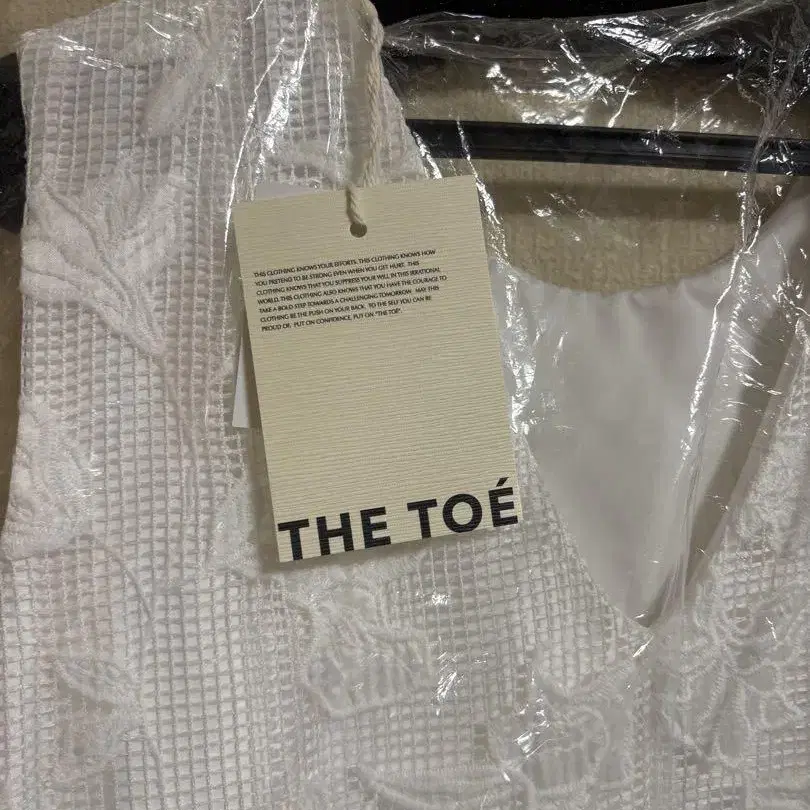 THIS CLOTHING KNOWS YOUR EFFORTS. THIS CLOTHING KNOWS HOW
YOU PRETEND TO BE STRONG EVEN WHEN YOU GET HURT. THIS
CLOTHING KNOWS THAT YOU SUPPRESS YOUR WILL IN THIS IRRATIONAL
WORLD. THIS CLOTHING ALSO KNOWS THAT YOU HAVE THE COURAGE TO
TAKE A BOLD STEP TOWARDS A CHALLENGING TOMORROW. MAY THIS
CLOTHING BE THE PUSH ON YOUR BACK. TO THE SELF YOU CAN BE
PROUD OF. PUT ON CONFIDENCE, PUT ON "THE TOÉ".
THE TOÉ